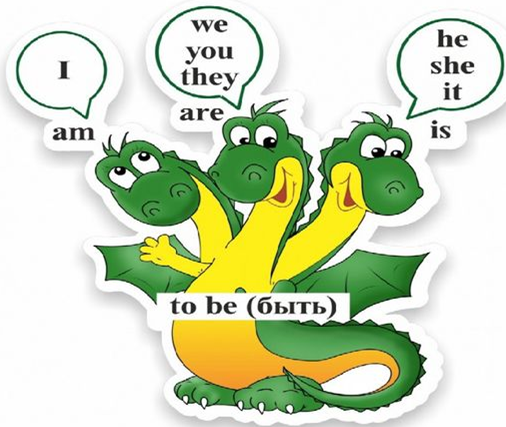 I
am
we
you
they
are
he
she
it
is
to be (быть)